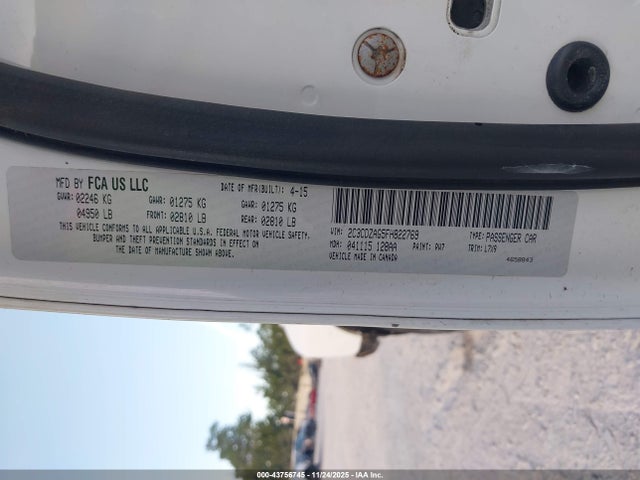 MFD BY FCA US LLC DATE OF MFR(BUILT): 4-15
GVWR: 02246 KG GAWR: 01275 KG GAWR: 01275 KG
04950 LB FRONT: 02810 LB REAR: 02810 LB
THIS VEHICLE CONFORMS TO ALL APPLICABLE U.S.A. FEDERAL MOTOR VEHICLE SAFETY,
BUMPER AND THEFT PREVENTION STANDARDS IN EFFECT ON
THE DATE OF MANUFACTURE SHOWN ABOVE.
VIN: 2C3CDZAG5FH822769 TYPE: PASSENGER CAR
MDH: 041115 128AA PAINT: PW7 TRIM: L7X9
VEHICLE MADE IN CANADA 4658843
000-43756745 - 11/24/2025 - IAA Inc.